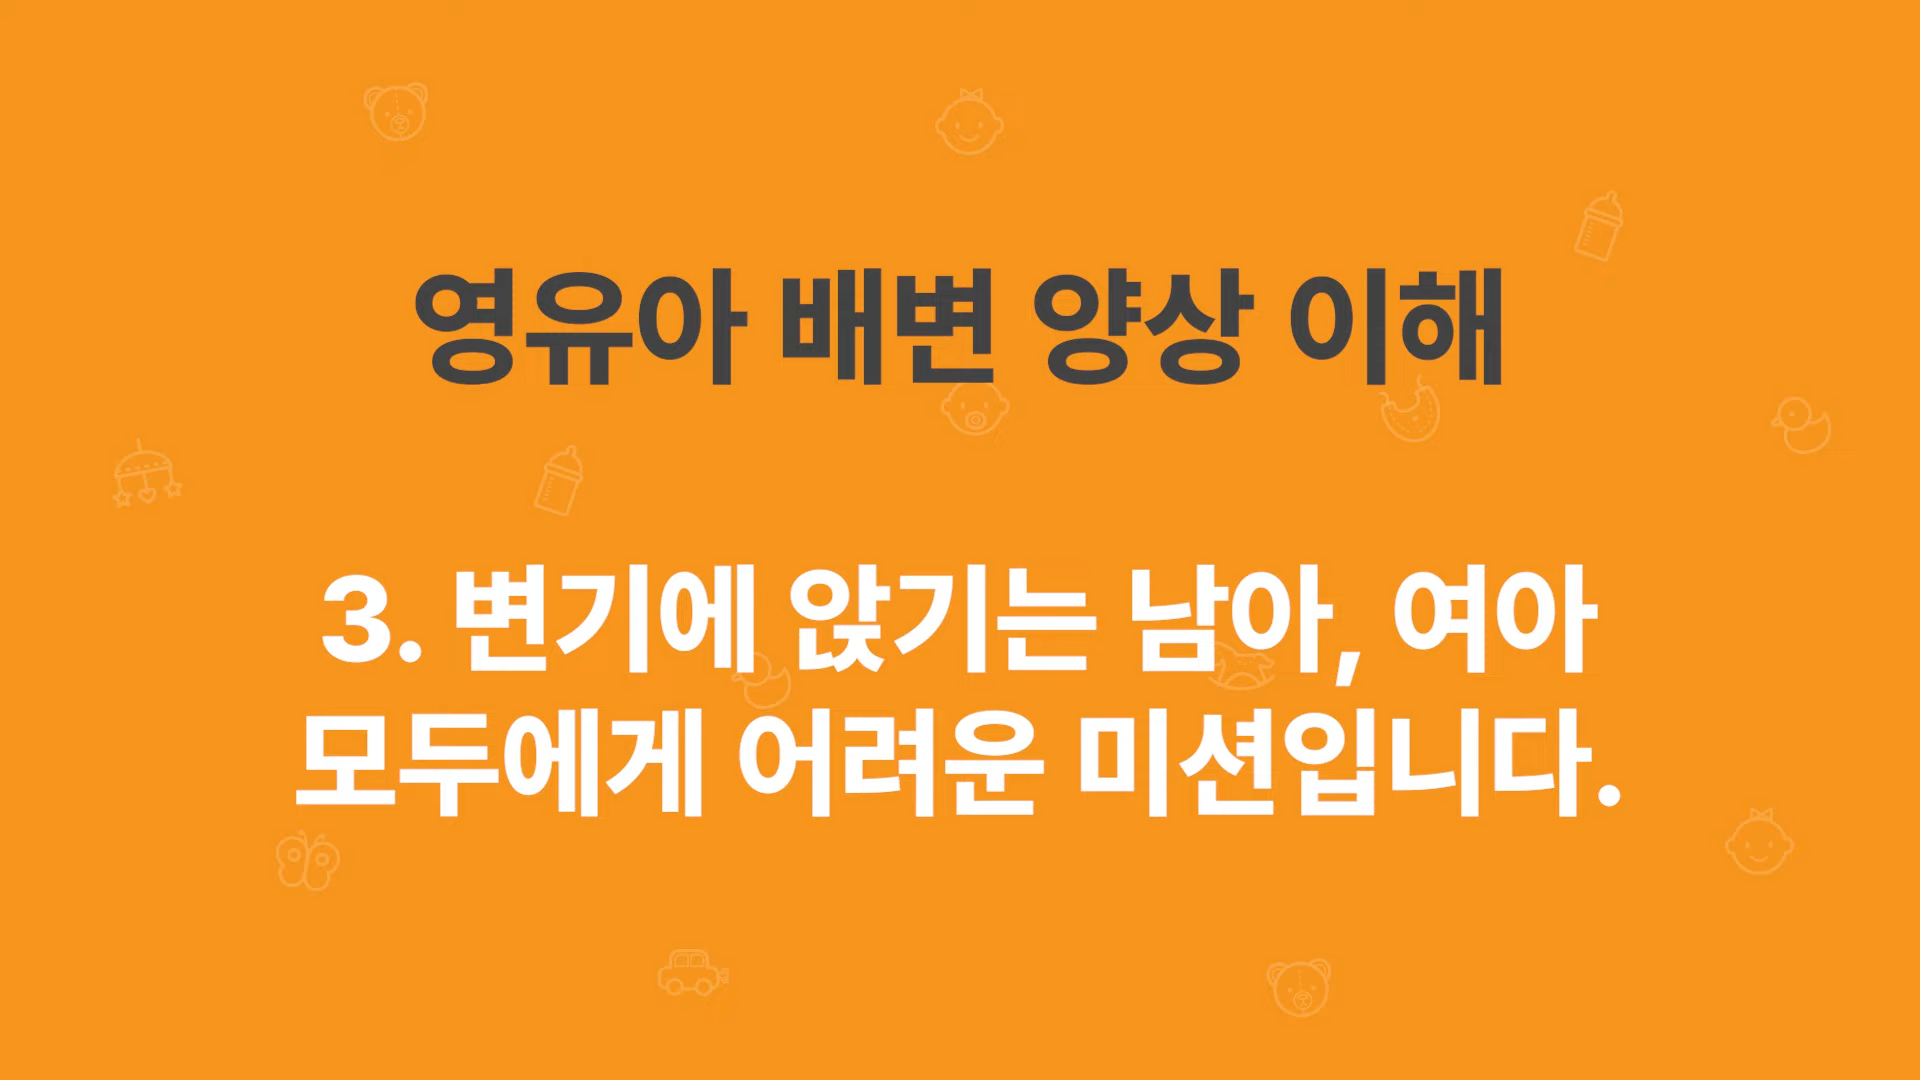 영유아 배변 양상 이해
3. 변기에 앉기는 남아, 여아
모두에게 어려운 미션입니다.